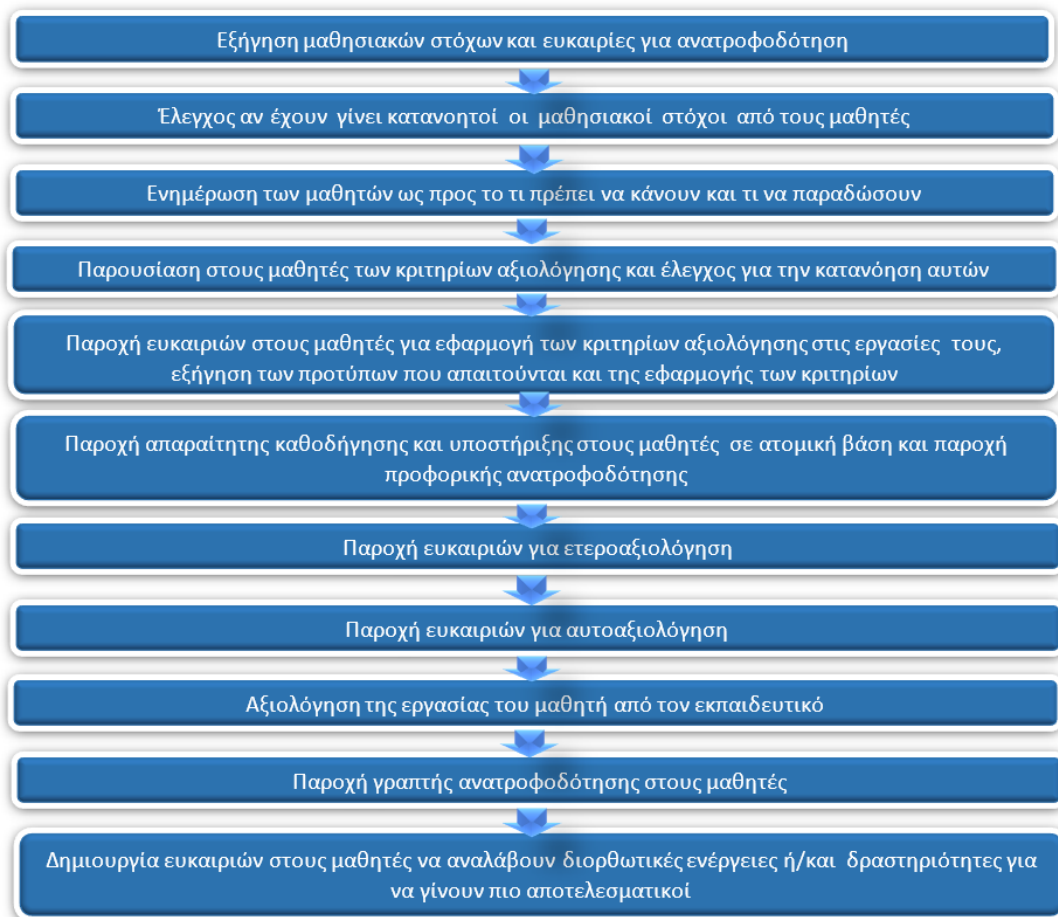 Εξήγηση μαθησιακών στόχων και ευκαιρίες για ανατροφοδότηση
Έλεγχος αν έχουν γίνει κατανοητοί οι μαθησιακοί στόχοι από τους μαθητές
Ενημέρωση των μαθητών ως προς το τι πρέπει να κάνουν και τι να παραδώσουν
Παρουσίαση στους μαθητές των κριτηρίων αξιολόγησης και έλεγχος για την κατανόηση αυτών
Παροχή ευκαιριών στους μαθητές για εφαρμογή των κριτηρίων αξιολόγησης στις εργασίες τους,
εξήγηση των προτύπων που απαιτούνται και της εφαρμογής των κριτηρίων
Παροχή απαραίτητης καθοδήγησης και υποστήριξης στους μαθητές σε ατομική βάση και παροχή
προφορικής ανατροφοδότησης
Παροχή ευκαιριών για ετεροαξιολόγηση
Παροχή ευκαιριών για αυτοαξιολόγηση
Αξιολόγηση της εργασίας του μαθητή από τον εκπαιδευτικό
Παροχή γραπτής ανατροφοδότησης στους μαθητές
Δημιουργία ευκαιριών στους μαθητές να αναλάβουν διορθωτικές ενέργειες ή/και δραστηριότητες για
να γίνουν πιο αποτελεσματικοί